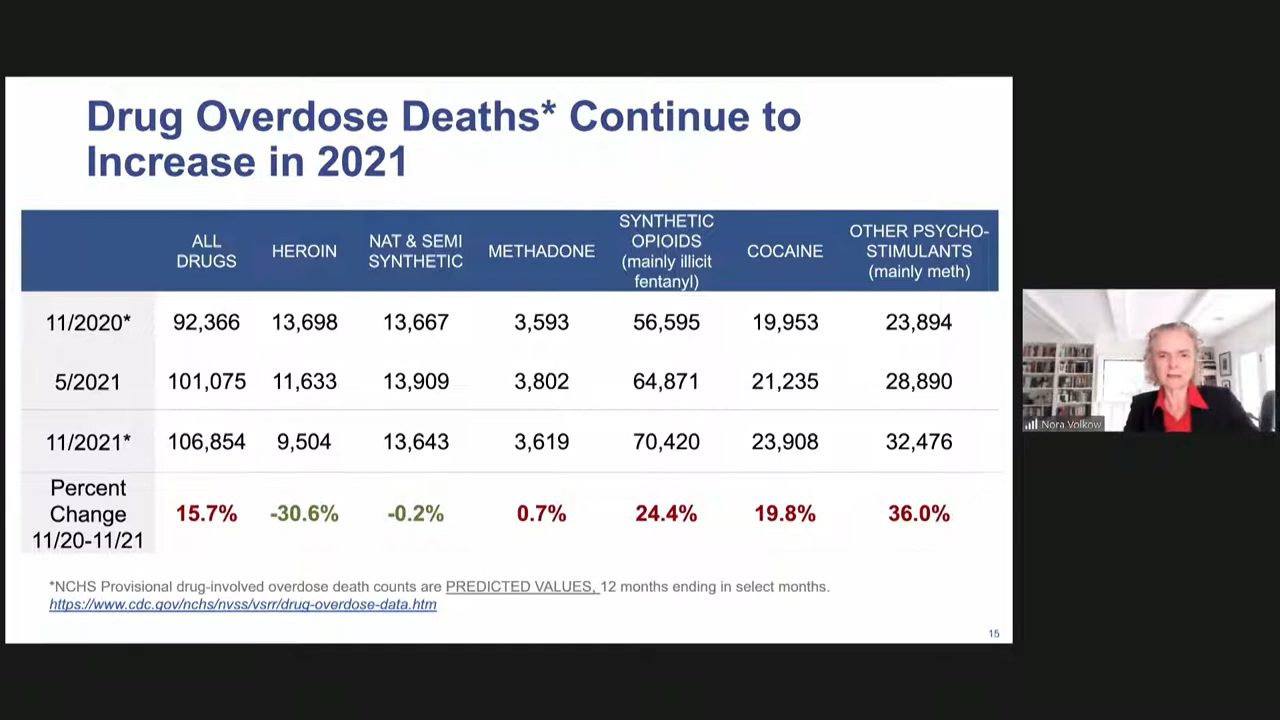 Drug Overdose Deaths* Continue to
Increase in 2021
ALL
DRUGS
HEROIN
NAT & SEMI
SYNTHETIC
METHADONE
SYNTHETIC
OPIOIDS
(mainly illicit
fentanyl)
COCAINE
OTHER PSYCHO-
STIMULANTS
(mainly meth)
11/2020* 92,366 13,698 13,667 3,593 56,595 19,953 23,894
5/2021 101,075 11,633 13,909 3,802 64,871 21,235 28,890
11/2021* 106,854 9,504 13,643 3,619 70,420 23,908 32,476
Percent
Change
11/20-11/21
15.7% -30.6% -0.2% 0.7% 24.4% 19.8% 36.0%
*NCHS Provisional drug-involved overdose death counts are PREDICTED VALUES, 12 months ending in select months.
https://www.cdc.gov/nchs/nvss/vsrr/drug-overdose-data.htm
15
Nora Volkow